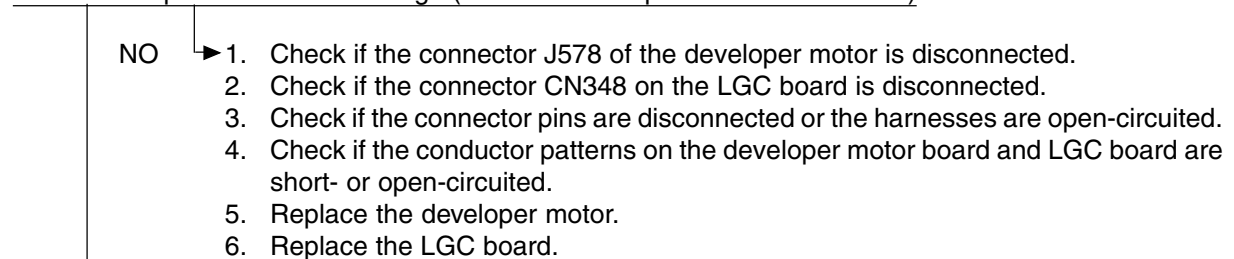 NO 1. Check if the connector J578 of the developer motor is disconnected.
2. Check if the connector CN348 on the LGC board is disconnected.
3. Check if the connector pins are disconnected or the harnesses are open-circuited.
4. Check if the conductor patterns on the developer motor board and LGC board are
short- or open-circuited.
5. Replace the developer motor.
6. Replace the LGC board.